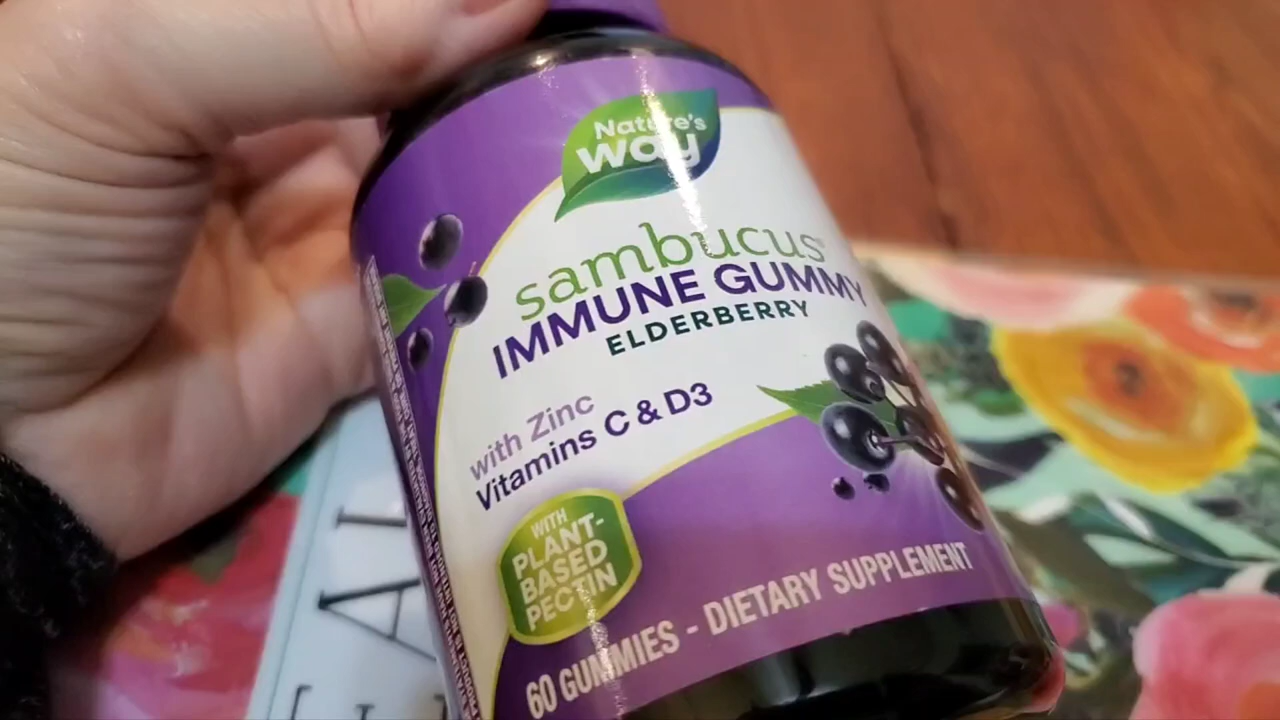 Nature's
way
sambucus®
IMMUNE GUMMY
ELDERBERRY
with Zinc
Vitamins C & D3
WITH
PLANT-
BASED
PECTIN
60 GUMMIES - DIETARY SUPPLEMENT